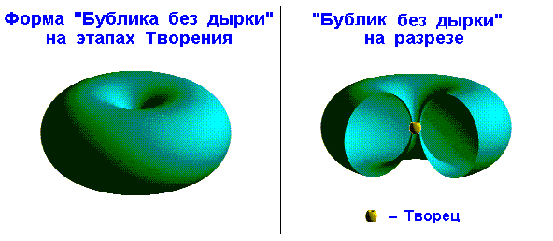 Форма "Бублика без дырки"
на этапах Творения
"Бублик без дырки"
на разрезе
– Творец